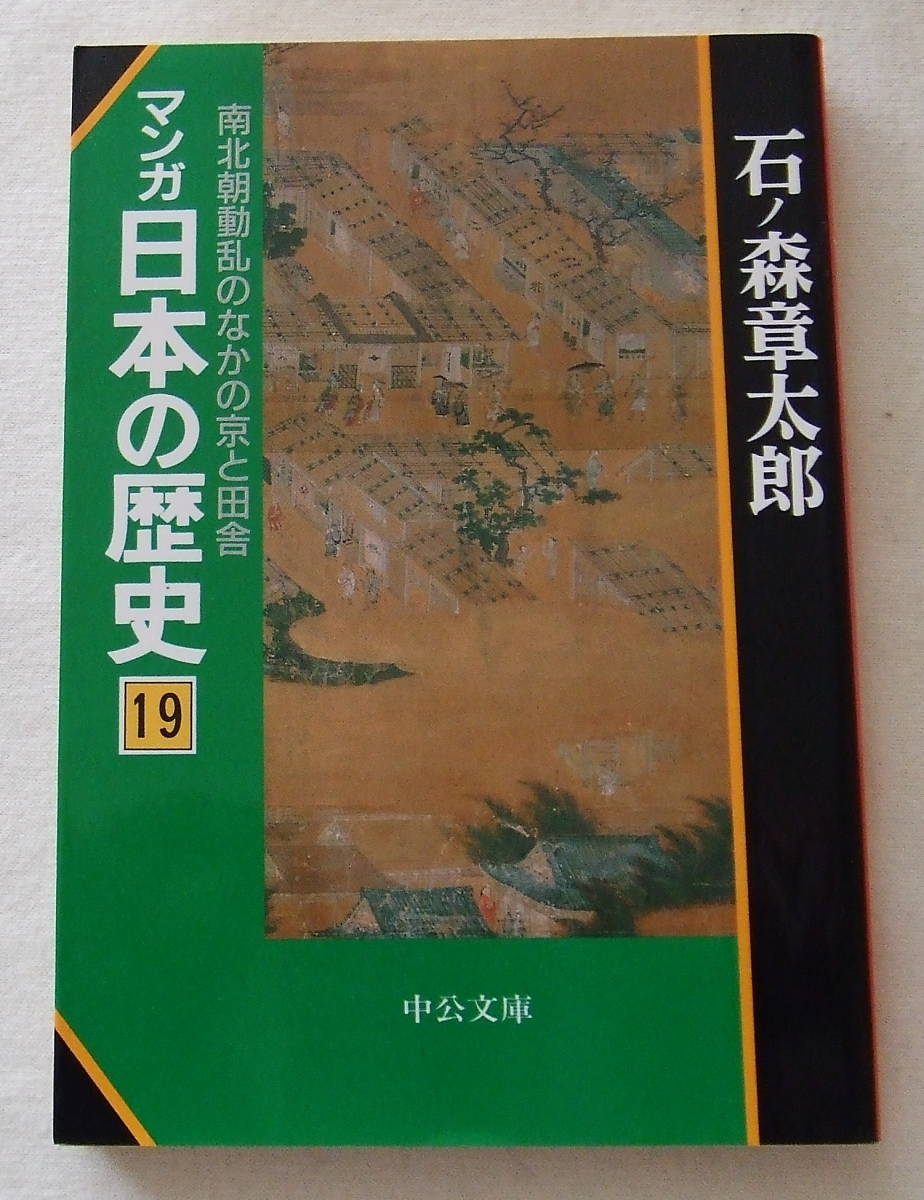 石ノ森章太郎
南北朝動乱のなかの京と田舎
マンガ 日本の歴史
19
中公文庫